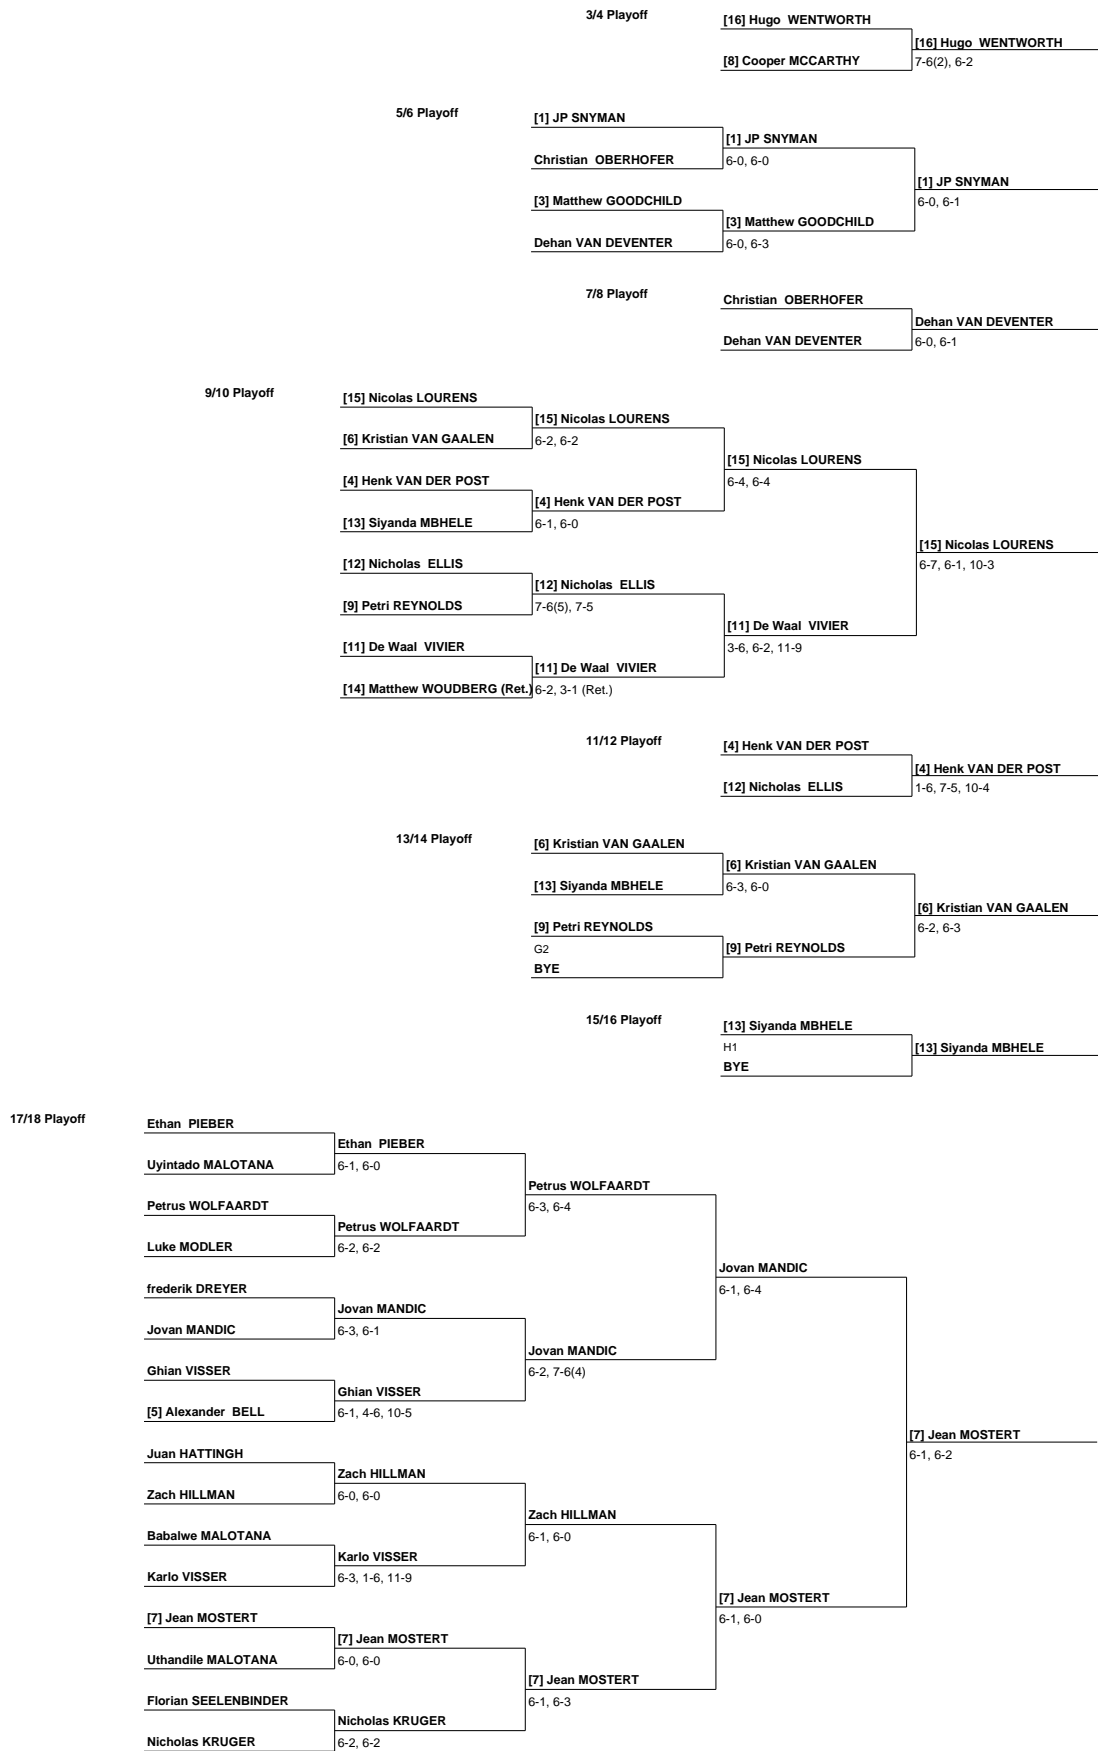 3/4 Playoff
[16] Hugo  WENTWORTH
[16] Hugo  WENTWORTH
[8] Cooper MCCARTHY
7-6(2), 6-2
5/6 Playoff
[1] JP SNYMAN
[1] JP SNYMAN
Christian  OBERHOFER
6-0, 6-0
[1] JP SNYMAN
6-0, 6-1
[3] Matthew GOODCHILD
[3] Matthew GOODCHILD
Dehan VAN DEVENTER
6-0, 6-3
7/8 Playoff
Christian  OBERHOFER
Dehan VAN DEVENTER
Dehan VAN DEVENTER
6-0, 6-1
9/10 Playoff
[15] Nicolas LOURENS
[15] Nicolas LOURENS
[6] Kristian VAN GAALEN
6-2, 6-2
[15] Nicolas LOURENS
6-4, 6-4
[4] Henk VAN DER POST
[4] Henk VAN DER POST
[13] Siyanda MBHELE
6-1, 6-0
[15] Nicolas LOURENS
6-7, 6-1, 10-3
[12] Nicholas  ELLIS
[12] Nicholas  ELLIS
[9] Petri REYNOLDS
7-6(5), 7-5
[11] De Waal  VIVIER
3-6, 6-2, 11-9
[11] De Waal  VIVIER
[11] De Waal  VIVIER
[14] Matthew WOUDBERG (Ret.)
6-2, 3-1 (Ret.)
11/12 Playoff
[4] Henk VAN DER POST
[4] Henk VAN DER POST
[12] Nicholas  ELLIS
1-6, 7-5, 10-4
13/14 Playoff
[6] Kristian VAN GAALEN
[6] Kristian VAN GAALEN
[13] Siyanda MBHELE
6-3, 6-0
[6] Kristian VAN GAALEN
6-2, 6-3
[9] Petri REYNOLDS
G2
[9] Petri REYNOLDS
BYE
15/16 Playoff
[13] Siyanda MBHELE
H1
[13] Siyanda MBHELE
BYE
17/18 Playoff
Ethan  PIEBER
Ethan  PIEBER
Uyintado MALOTANA
6-1, 6-0
Petrus WOLFAARDT
6-3, 6-4
Petrus WOLFAARDT
Petrus WOLFAARDT
Luke MODLER
6-2, 6-2
Jovan MANDIC
6-1, 6-4
frederik DREYER
Jovan MANDIC
Jovan MANDIC
6-3, 6-1
Jovan MANDIC
6-2, 7-6(4)
Ghian VISSER
Ghian VISSER
[5] Alexander  BELL
6-1, 4-6, 10-5
[7] Jean MOSTERT
6-1, 6-2
Juan HATTINGH
Zach HILLMAN
Zach HILLMAN
6-0, 6-0
Zach HILLMAN
6-1, 6-0
Babalwe MALOTANA
Karlo VISSER
Karlo VISSER
6-3, 1-6, 11-9
[7] Jean MOSTERT
6-1, 6-0
[7] Jean MOSTERT
[7] Jean MOSTERT
Uthandile MALOTANA
6-0, 6-0
[7] Jean MOSTERT
6-1, 6-3
Florian SEELENBINDER
Nicholas KRUGER
Nicholas KRUGER
6-2, 6-2